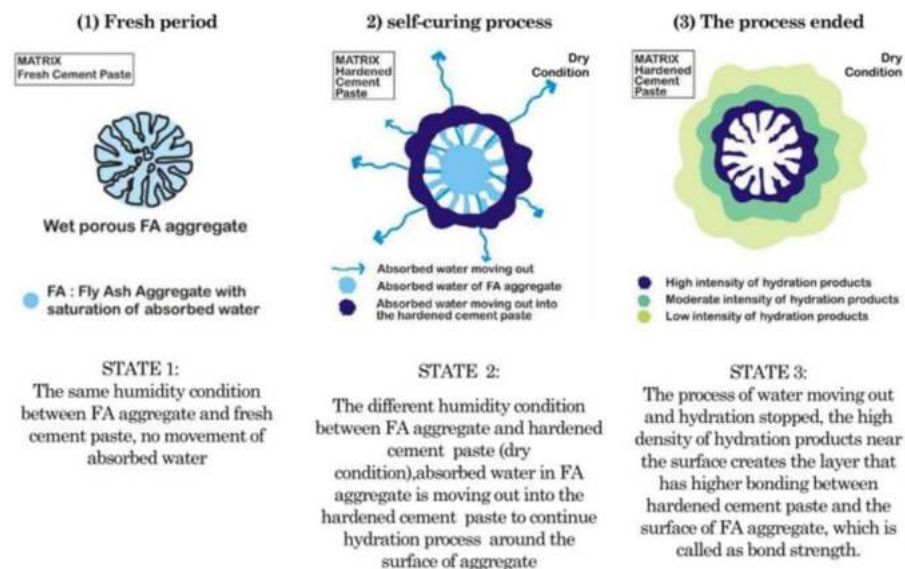 (1) Fresh period
MATRIX
Fresh Cement Paste
Wet porous FA aggregate
FA : Fly Ash Aggregate with
saturation of absorbed water
STATE 1:
The same humidity condition
between FA aggregate and fresh
cement paste, no movement of
absorbed water
2) self-curing process
MATRIX
Hardened
Cement
Paste
Dry
Condition
Absorbed water moving out
Absorbed water of FA aggregate
Absorbed water moving out into
the hardened cement paste
STATE 2:
The different humidity condition
between FA aggregate and hardened
cement paste (dry
condition),absorbed water in FA
aggregate is moving out into the
hardened cement paste to continue
hydration process around the
surface of aggregate
(3) The process ended
MATRIX
Hardened
Cement
Paste
Dry
Condition
High intensity of hydration products
Moderate intensity of hydration products
Low intensity of hydration products
STATE 3:
The process of water moving out
and hydration stopped, the high
density of hydration products near
the surface creates the layer that
has higher bonding between
hardened cement paste and the
surface of FA aggregate, which is
called as bond strength.